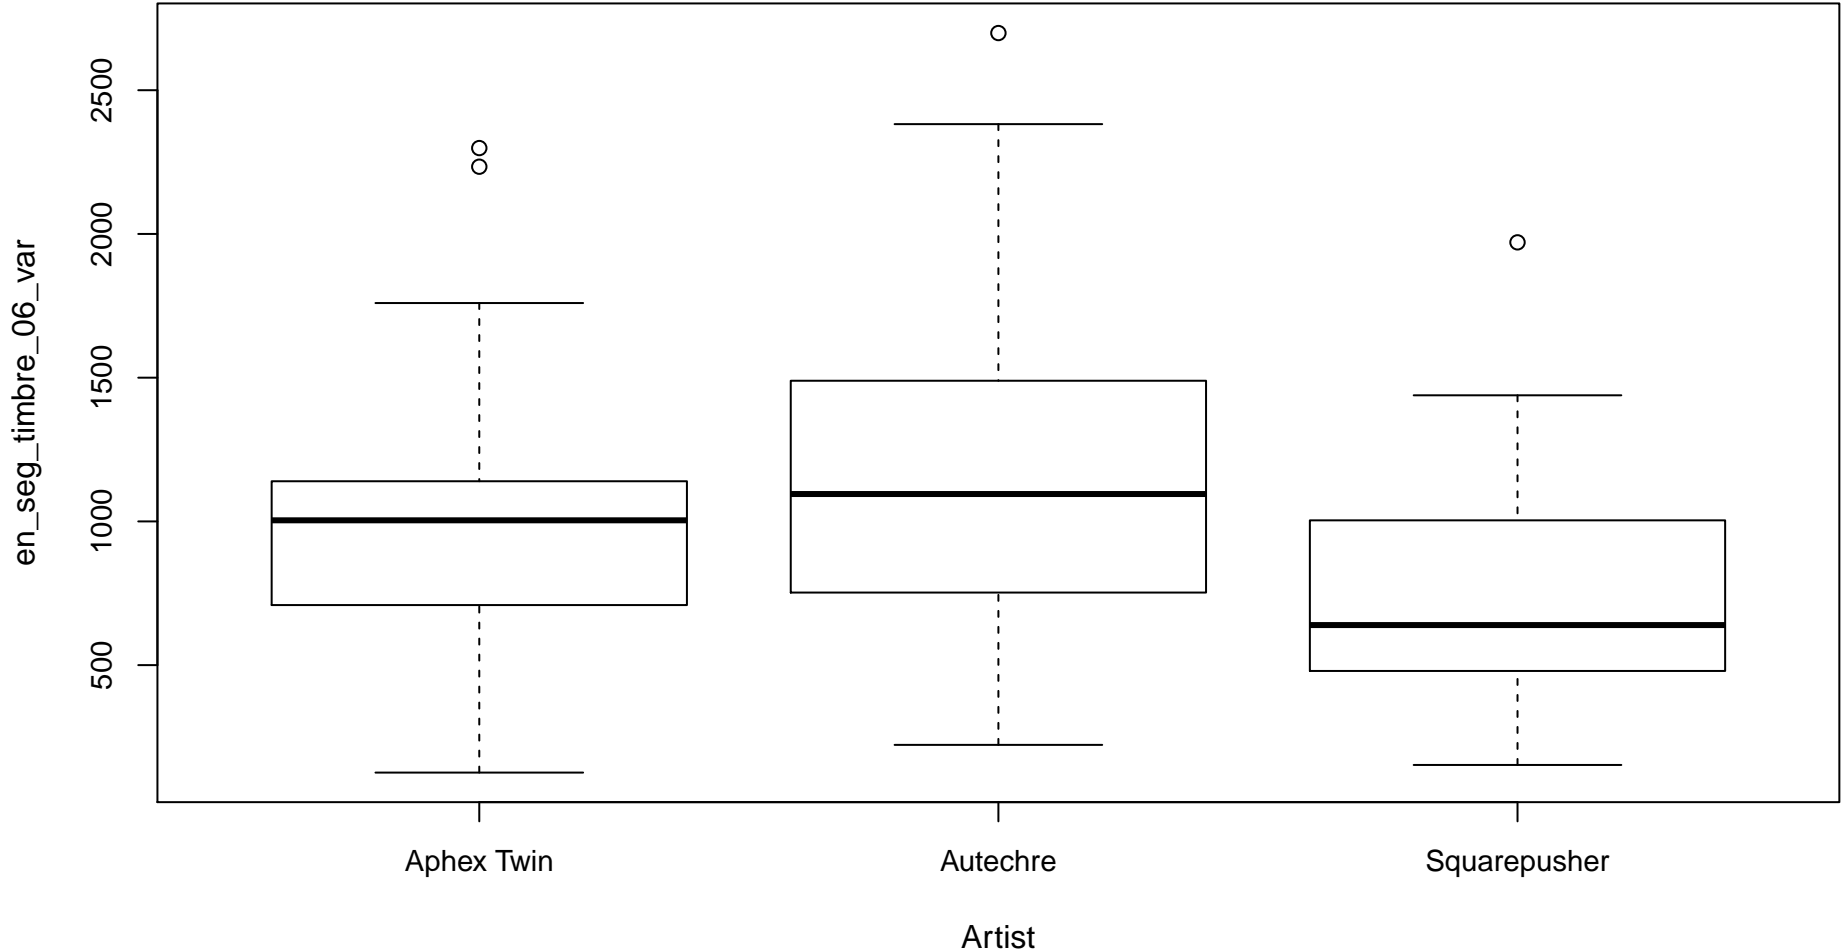 en_seg_timbre_06_var
2500
2000
1500
1000
500
Aphex Twin
Autechre
Squarepusher
Artist